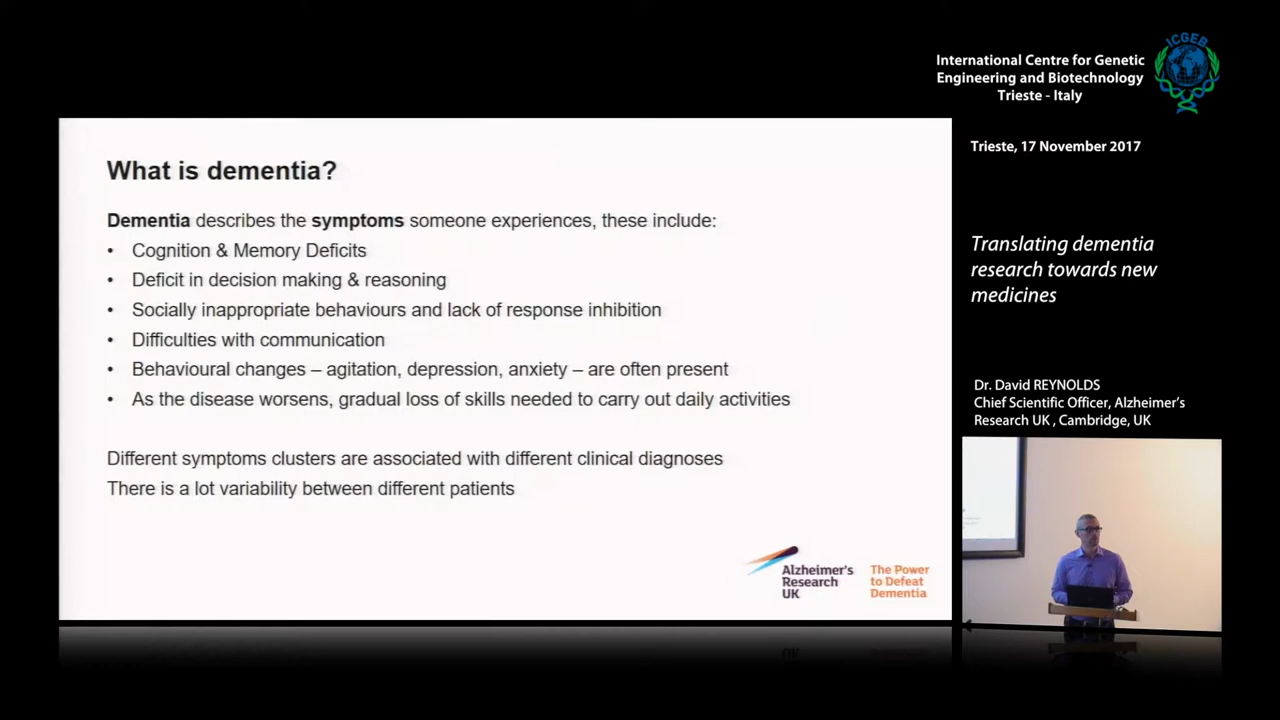 International Centre for Genetic
Engineering and Biotechnology
Trieste - Italy
ICGEB
Trieste, 17 November 2017
What is dementia?
Dementia describes the symptoms someone experiences, these include:
• Cognition & Memory Deficits
• Deficit in decision making & reasoning
• Socially inappropriate behaviours and lack of response inhibition
• Difficulties with communication
• Behavioural changes – agitation, depression, anxiety – are often present
• As the disease worsens, gradual loss of skills needed to carry out daily activities
Different symptoms clusters are associated with different clinical diagnoses
There is a lot variability between different patients
Alzheimer's
Research
UK
The Power
to Defeat
Dementia
Translating dementia
research towards new
medicines
Dr. David REYNOLDS
Chief Scientific Officer, Alzheimer's
Research UK , Cambridge, UK